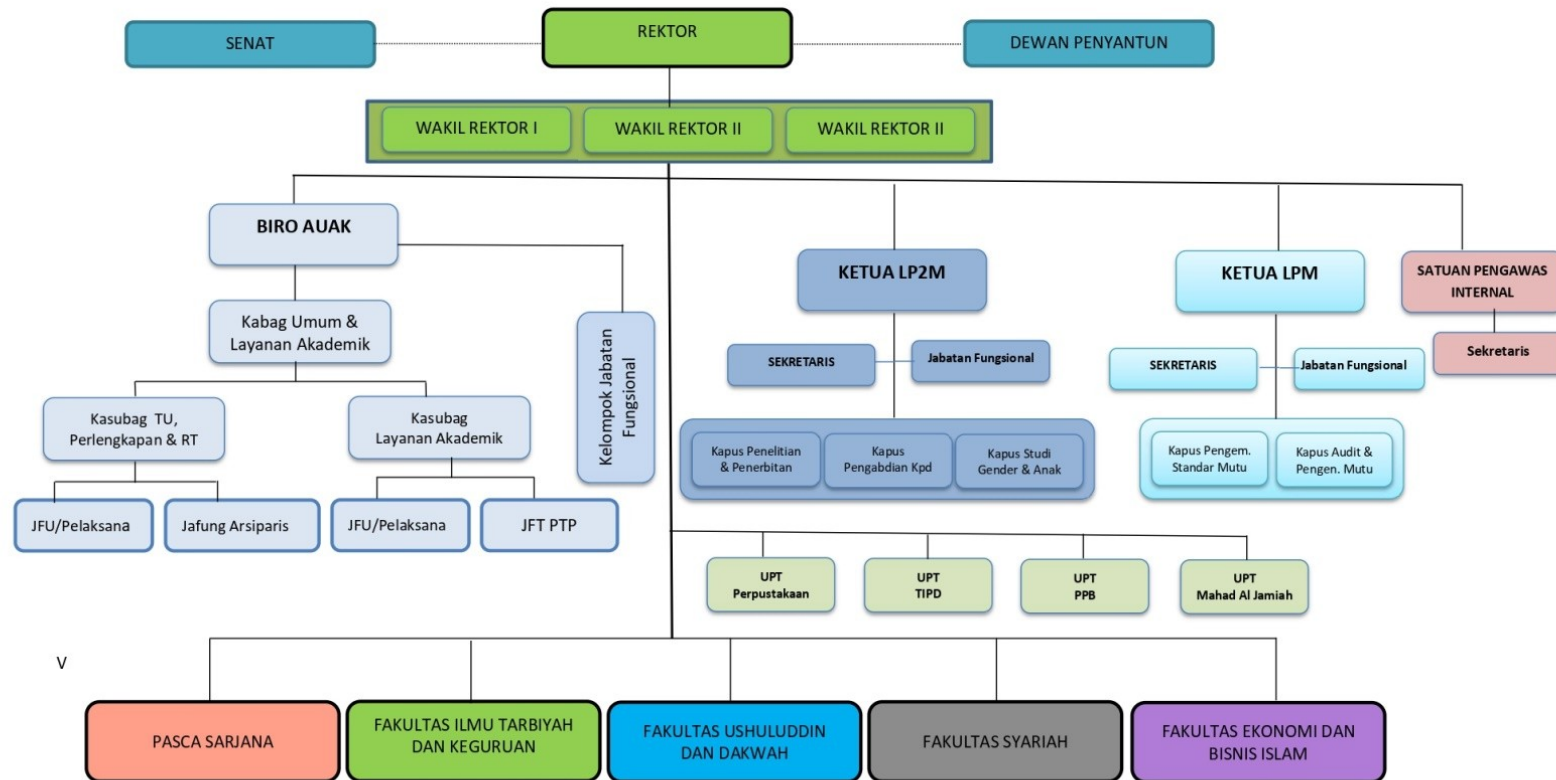 SENAT
REKTOR
DEWAN PENYANTUN
WAKIL REKTOR I
WAKIL REKTOR II
WAKIL REKTOR II
BIRO AUAK
KETUA LP2M
KETUA LPM
SATUAN PENGAWAS
INTERNAL
Kabag Umum &
Layanan Akademik
Kelompok Jabatan
Fungsional
SEKRETARIS
Jabatan Fungsional
SEKRETARIS
Jabatan Fungsional
Sekretaris
Kasubag TU,
Perlengkapan & RT
Kasubag
Layanan Akademik
Kapus Penelitian
& Penerbitan
Kapus
Pengabdian Kpd
Kapus Studi
Gender & Anak
Kapus Pengem.
Standar Mutu
Kapus Audit &
Pengen. Mutu
JFU/Pelaksana
Jafung Arsiparis
JFU/Pelaksana
JFT PTP
UPT
Perpustakaan
UPT
TIPD
UPT
PPB
UPT
Mahad Al Jamiah
V
PASCA SARJANA
FAKULTAS ILMU TARBIYAH
DAN KEGURUAN
FAKULTAS USHULUDDIN
DAN DAKWAH
FAKULTAS SYARIAH
FAKULTAS EKONOMI DAN
BISNIS ISLAM